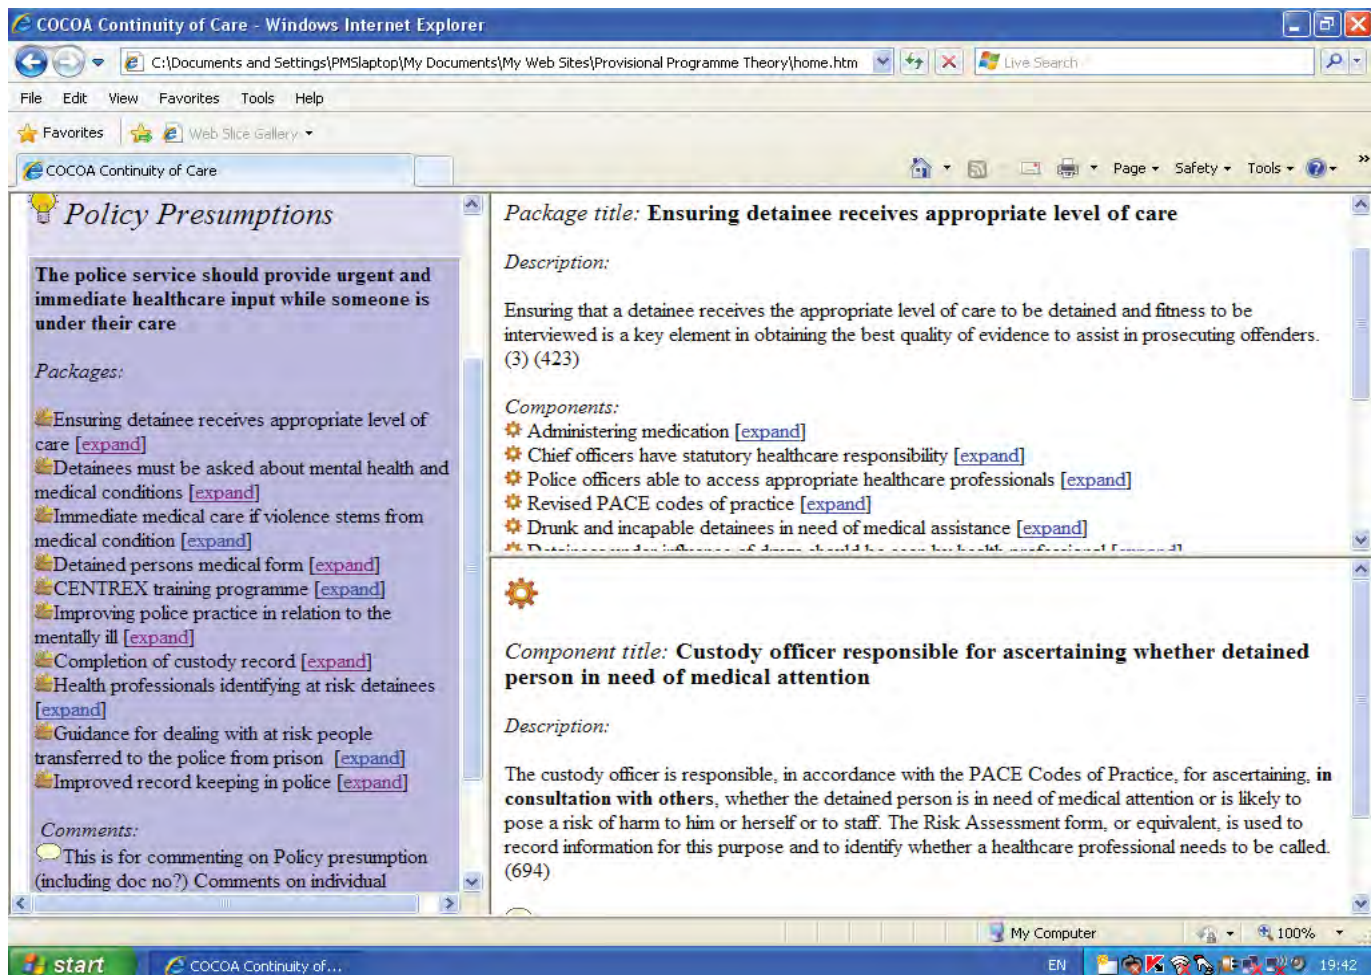 COCOA Continuity of Care - Windows Internet Explorer
C:\Documents and Settings\PMSlaptop\My Documents\My Web Sites\Provisional Programme Theory\home.htm
Live Search
File Edit View Favorites Tools Help
Favorites Web Slice Gallery
COCOA Continuity of Care
Page Safety Tools
Policy Presumptions
The police service should provide urgent and
immediate healthcare input while someone is
under their care
Packages:
Ensuring detainee receives appropriate level of
care [expand]
Detainees must be asked about mental health and
medical conditions [expand]
Immediate medical care if violence stems from
medical condition [expand]
Detained persons medical form [expand]
CENTREX training programme [expand]
Improving police practice in relation to the
mentally ill [expand]
Completion of custody record [expand]
Health professionals identifying at risk detainees
[expand]
Guidance for dealing with at risk people
transferred to the police from prison [expand]
Improved record keeping in police [expand]
Comments:
This is for commenting on Policy presumption
(including doc no?) Comments on individual
Package title: Ensuring detainee receives appropriate level of care
Description:
Ensuring that a detainee receives the appropriate level of care to be detained and fitness to be
interviewed is a key element in obtaining the best quality of evidence to assist in prosecuting offenders.
(3) (423)
Components:
Administering medication [expand]
Chief officers have statutory healthcare responsibility [expand]
Police officers able to access appropriate healthcare professionals [expand]
Revised PACE codes of practice [expand]
Drunk and incapable detainees in need of medical assistance [expand]
Detainees under influence of drugs should be seen by health professional [expand]
Component title: Custody officer responsible for ascertaining whether detained
person in need of medical attention
Description:
The custody officer is responsible, in accordance with the PACE Codes of Practice, for ascertaining, in
consultation with others, whether the detained person is in need of medical attention or is likely to
pose a risk of harm to him or herself or to staff. The Risk Assessment form, or equivalent, is used to
record information for this purpose and to identify whether a healthcare professional needs to be called.
(694)
My Computer
100%
start
COCOA Continuity of...
EN
19:42